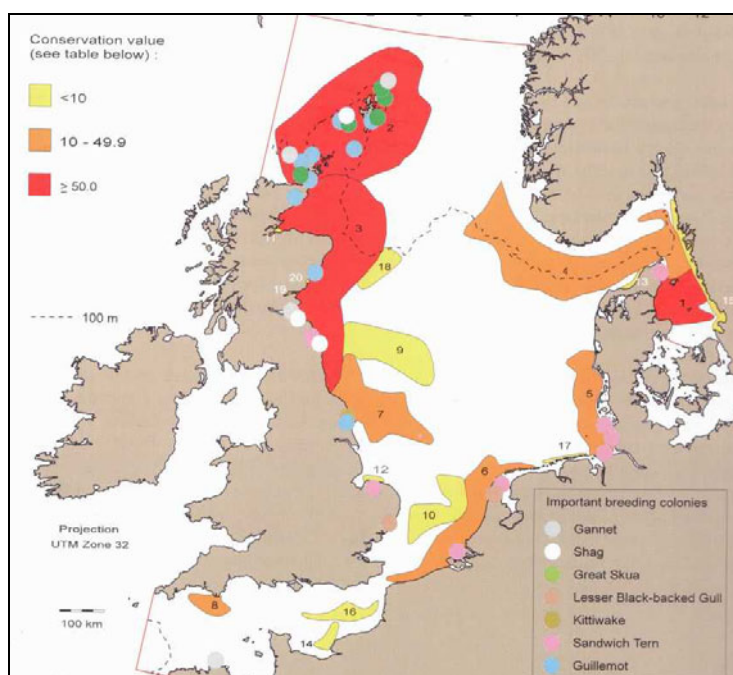 Conservation value
(see table below) :
<10
10 - 49.9
≥ 50.0
2
3
11
18
4
20
19
13
1
15
100 m
9
5
7
17
12
6
10
Important breeding colonies
Projection
UTM Zone 32
Gannet
Shag
Great Skua
8
Lesser Black-backed Gull
100 km
16
Kittiwake
14
Sandwich Tern
Guillemot